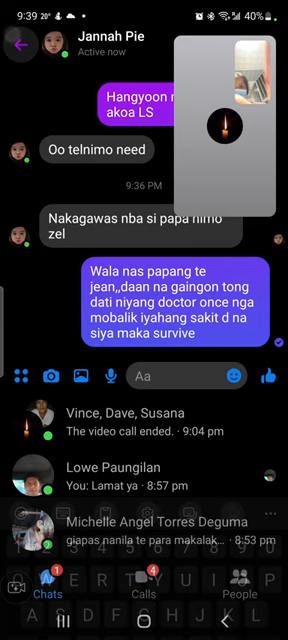 9:39 20°
40%
Jannah Pie
Active now
Hangyoon
akoa LS
Oo telnimo need
9:36 PM
Nakagawas nba si papa nimo
zel
Wala nas papang te
jean,,daan na gaingon tong
dati niyang doctor once nga
mobalik iyahang sakit d na
siya maka survive
Aa
Vince, Dave, Susana
The video call ended. · 9:04 pm
Lowe Paungilan
You: Lamat ya · 8:57 pm
Michelle Angel Torres Deguma
giapas nanila te para makalak... · 8:53 pm
1
4
Chats
Calls
People